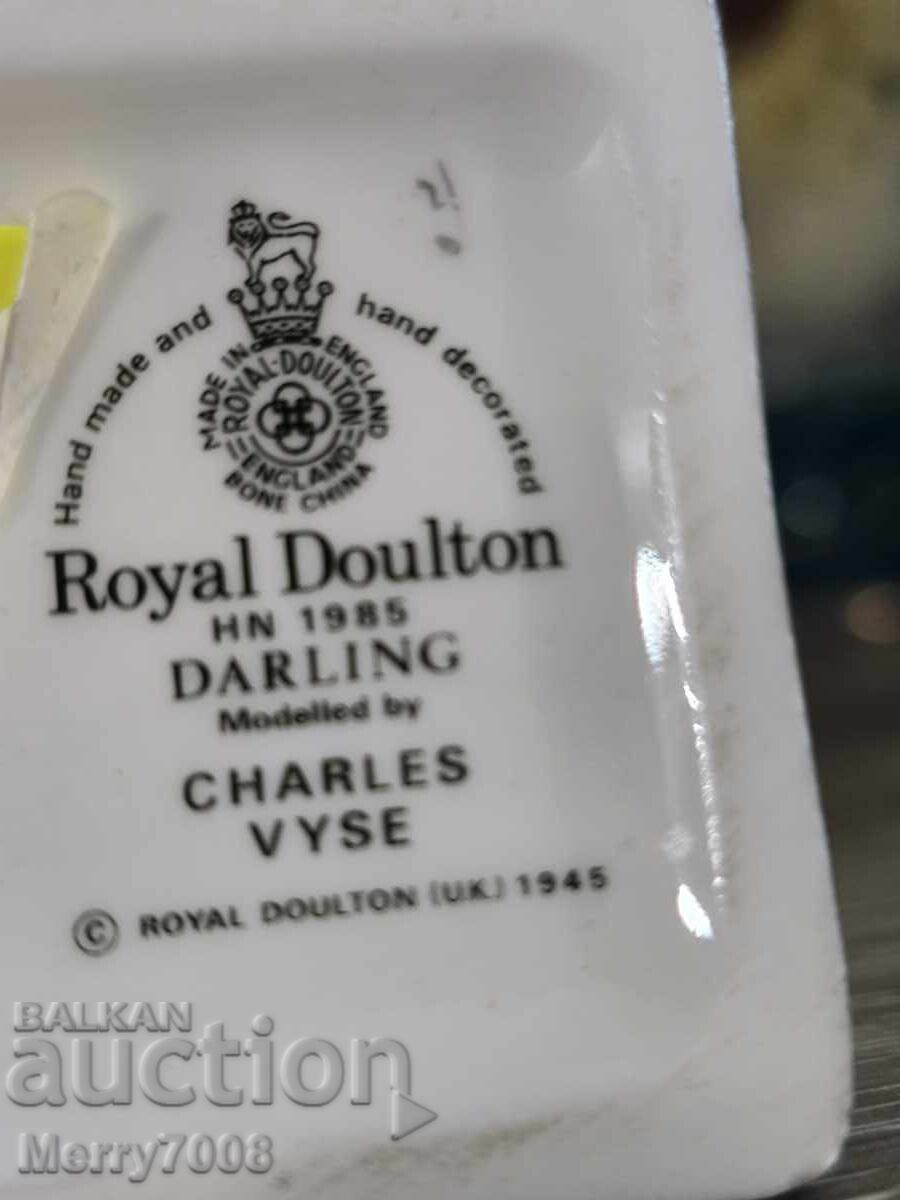 Hand made and hand decorated
MADE IN ENGLAND
ROYAL·DOULTON
ENGLAND
BONE CHINA
Royal Doulton
HN 1985
DARLING
Modelled by
CHARLES
VYSE
© ROYAL DOULTON (UK) 1945
BALKAN
auction
Merry7008